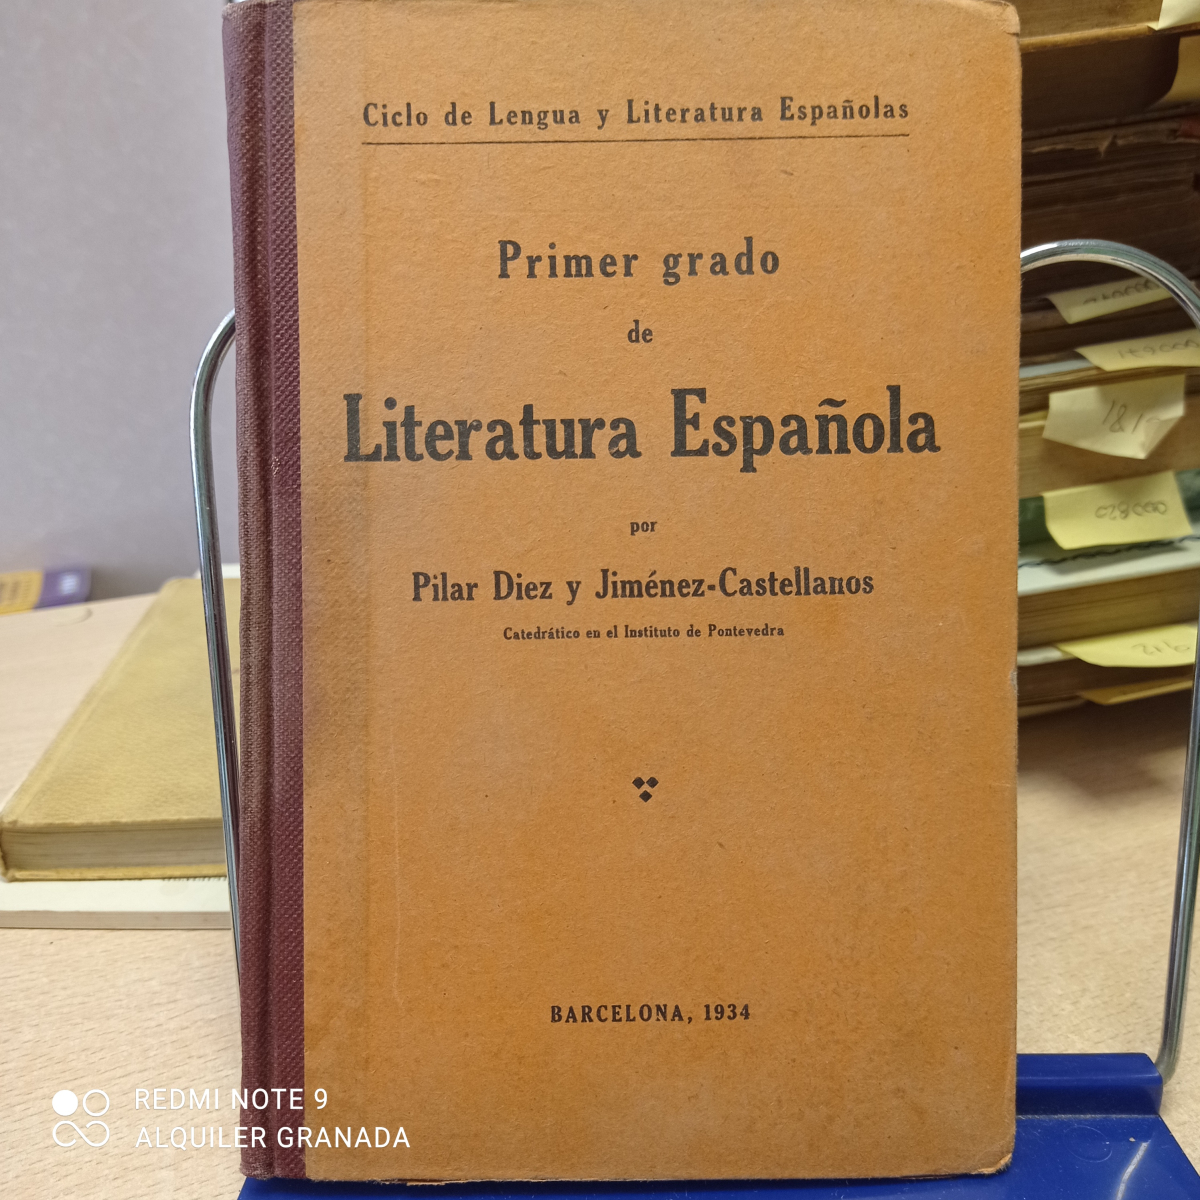 Ciclo de Lengua y Literatura Españolas
Primer grado
de
Literatura Española
por
Pilar Diez y Jiménez-Castellanos
Catedrático en el Instituto de Pontevedra
BARCELONA, 1934
REDMI NOTE 9
ALQUILER GRANADA
000820